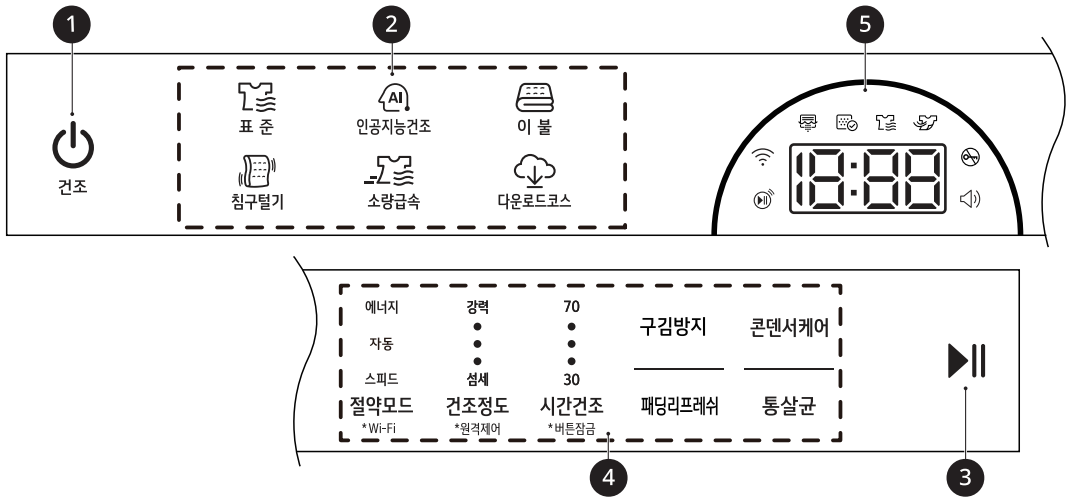 1
2
5
표 준
인공지능건조
이 불
건조
침구털기
소량급속
다운로드코스
18:88
에너지
강력
70
구김방지
콘덴서케어
자동
스피드
섬세
30
절약모드
건조정도
시간건조
패딩리프레쉬
통살균
*Wi-Fi
*원격제어
*버튼잠금
4
3